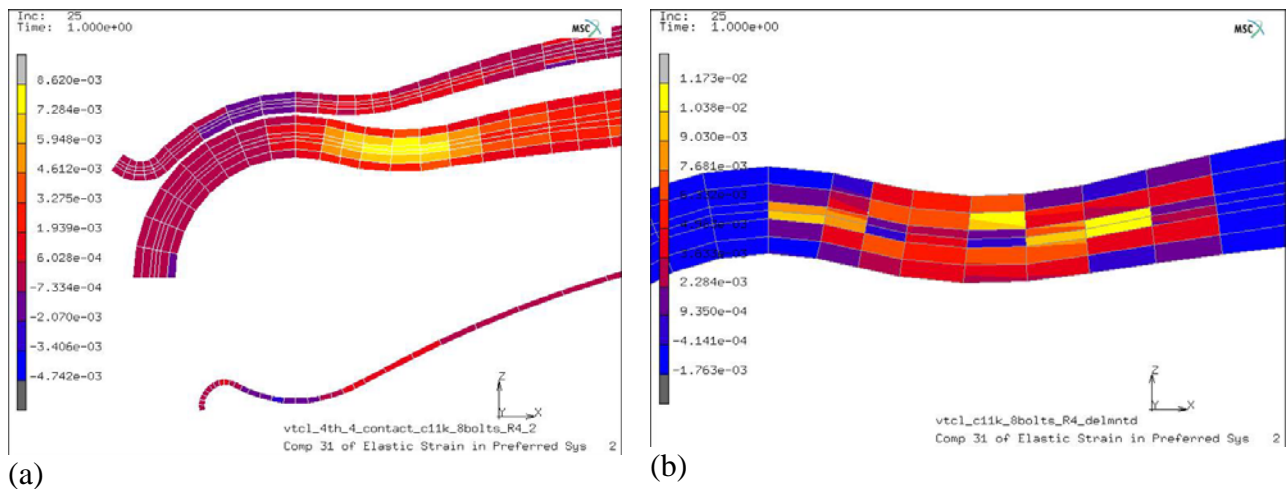 Inc: 25
Time: 1.000e+00
MSC
8.620e-03
7.284e-03
5.948e-03
4.612e-03
3.275e-03
1.939e-03
6.028e-04
-7.334e-04
-2.070e-03
-3.406e-03
-4.742e-03
Z
Y X
vtcl_4th_4_contact_c11k_8bolts_R4_2
Comp 31 of Elastic Strain in Preferred Sys 2
(a)
Inc: 25
Time: 1.000e+00
MSC
1.173e-02
1.038e-02
9.030e-03
7.681e-03
2.284e-03
9.350e-04
-4.141e-04
-1.763e-03
Z
Y X
vtcl_c11k_8bolts_R4_delmntd
Comp 31 of Elastic Strain in Preferred Sys 2
(b)